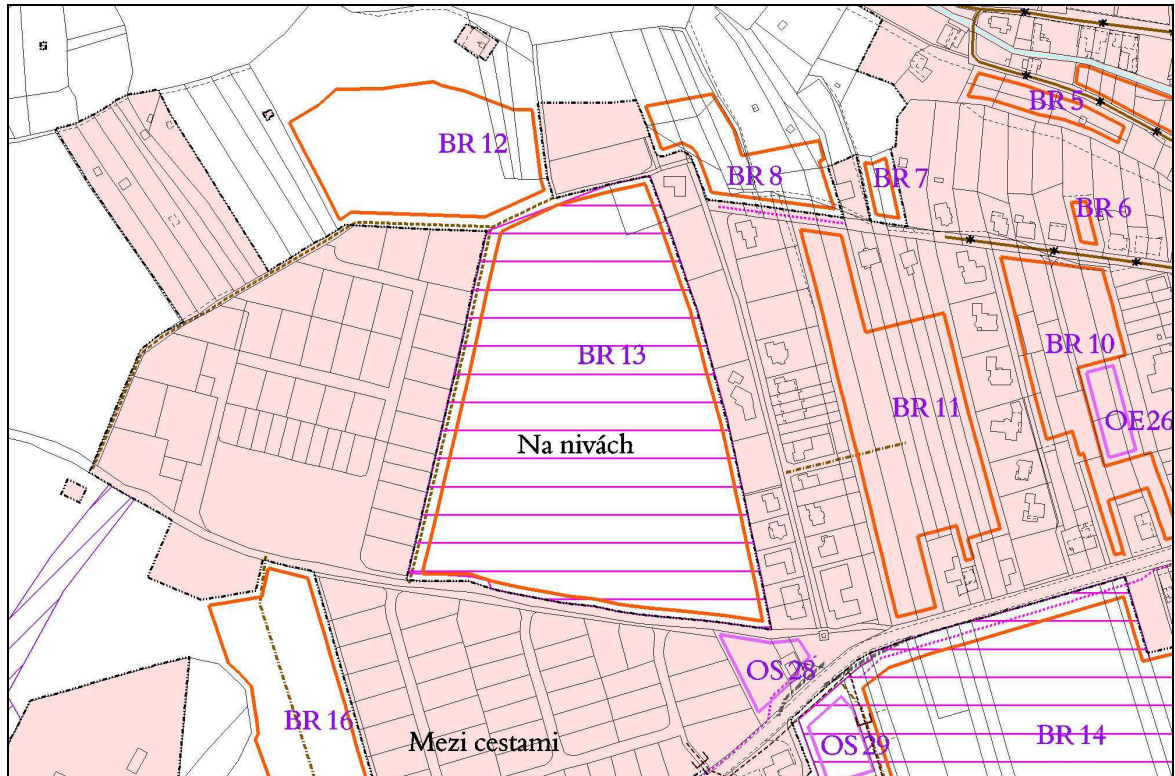 BR 5
BR 12
BR 8
BR 7
BR 6
BR 13
BR 10
BR 11
OE26
Na nivách
OS 28
BR 16
Mezi cestami
OS 29
BR 14